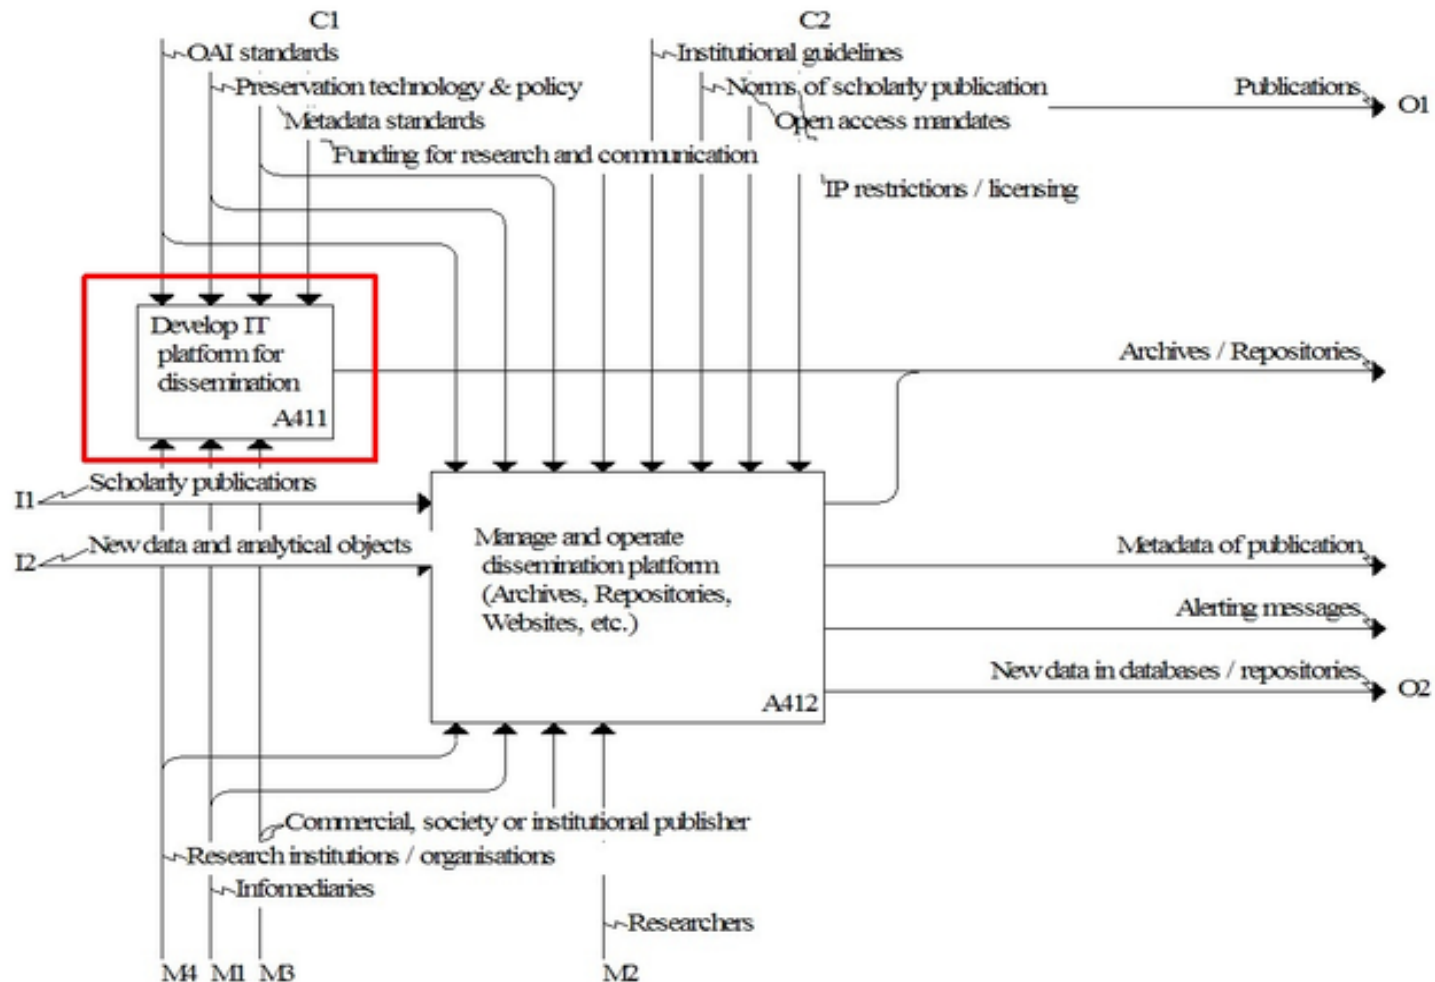 C1
C2
OAI standards
Institutional guidelines
Preservation technology & policy
Norms of scholarly publication
Publications
O1
Metadata standards
Open access mandates
Funding for research and communication
IP restrictions / licensing
Develop IT
platform for
dissemination
A411
Archives / Repositories
I1
Scholarly publications
I2
New data and analytical objects
Manage and operate
dissemination platform
(Archives, Repositories,
Websites, etc.)
A412
Metadata of publication
Alerting messages
New data in databases / repositories
O2
Commercial, society or institutional publisher
Research institutions / organisations
Infomediaries
Researchers
M4
M1
M3
M2